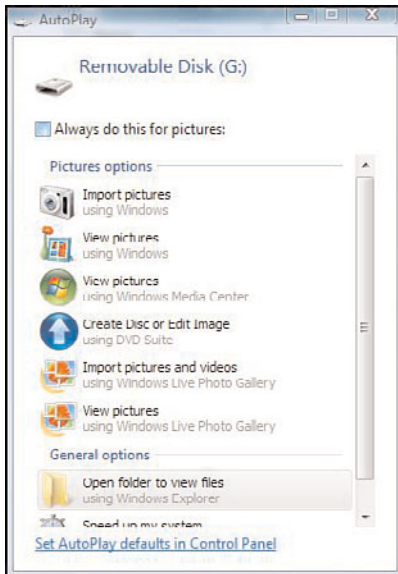 AutoPlay
Removable Disk (G:)
Always do this for pictures:
Pictures options
Import pictures
using Windows
View pictures
using Windows
View pictures
using Windows Media Center
Create Disc or Edit Image
using DVD Suite
Import pictures and videos
using Windows Live Photo Gallery
View pictures
using Windows Live Photo Gallery
General options
Open folder to view files
using Windows Explorer
Speed up my system
Set AutoPlay defaults in Control Panel